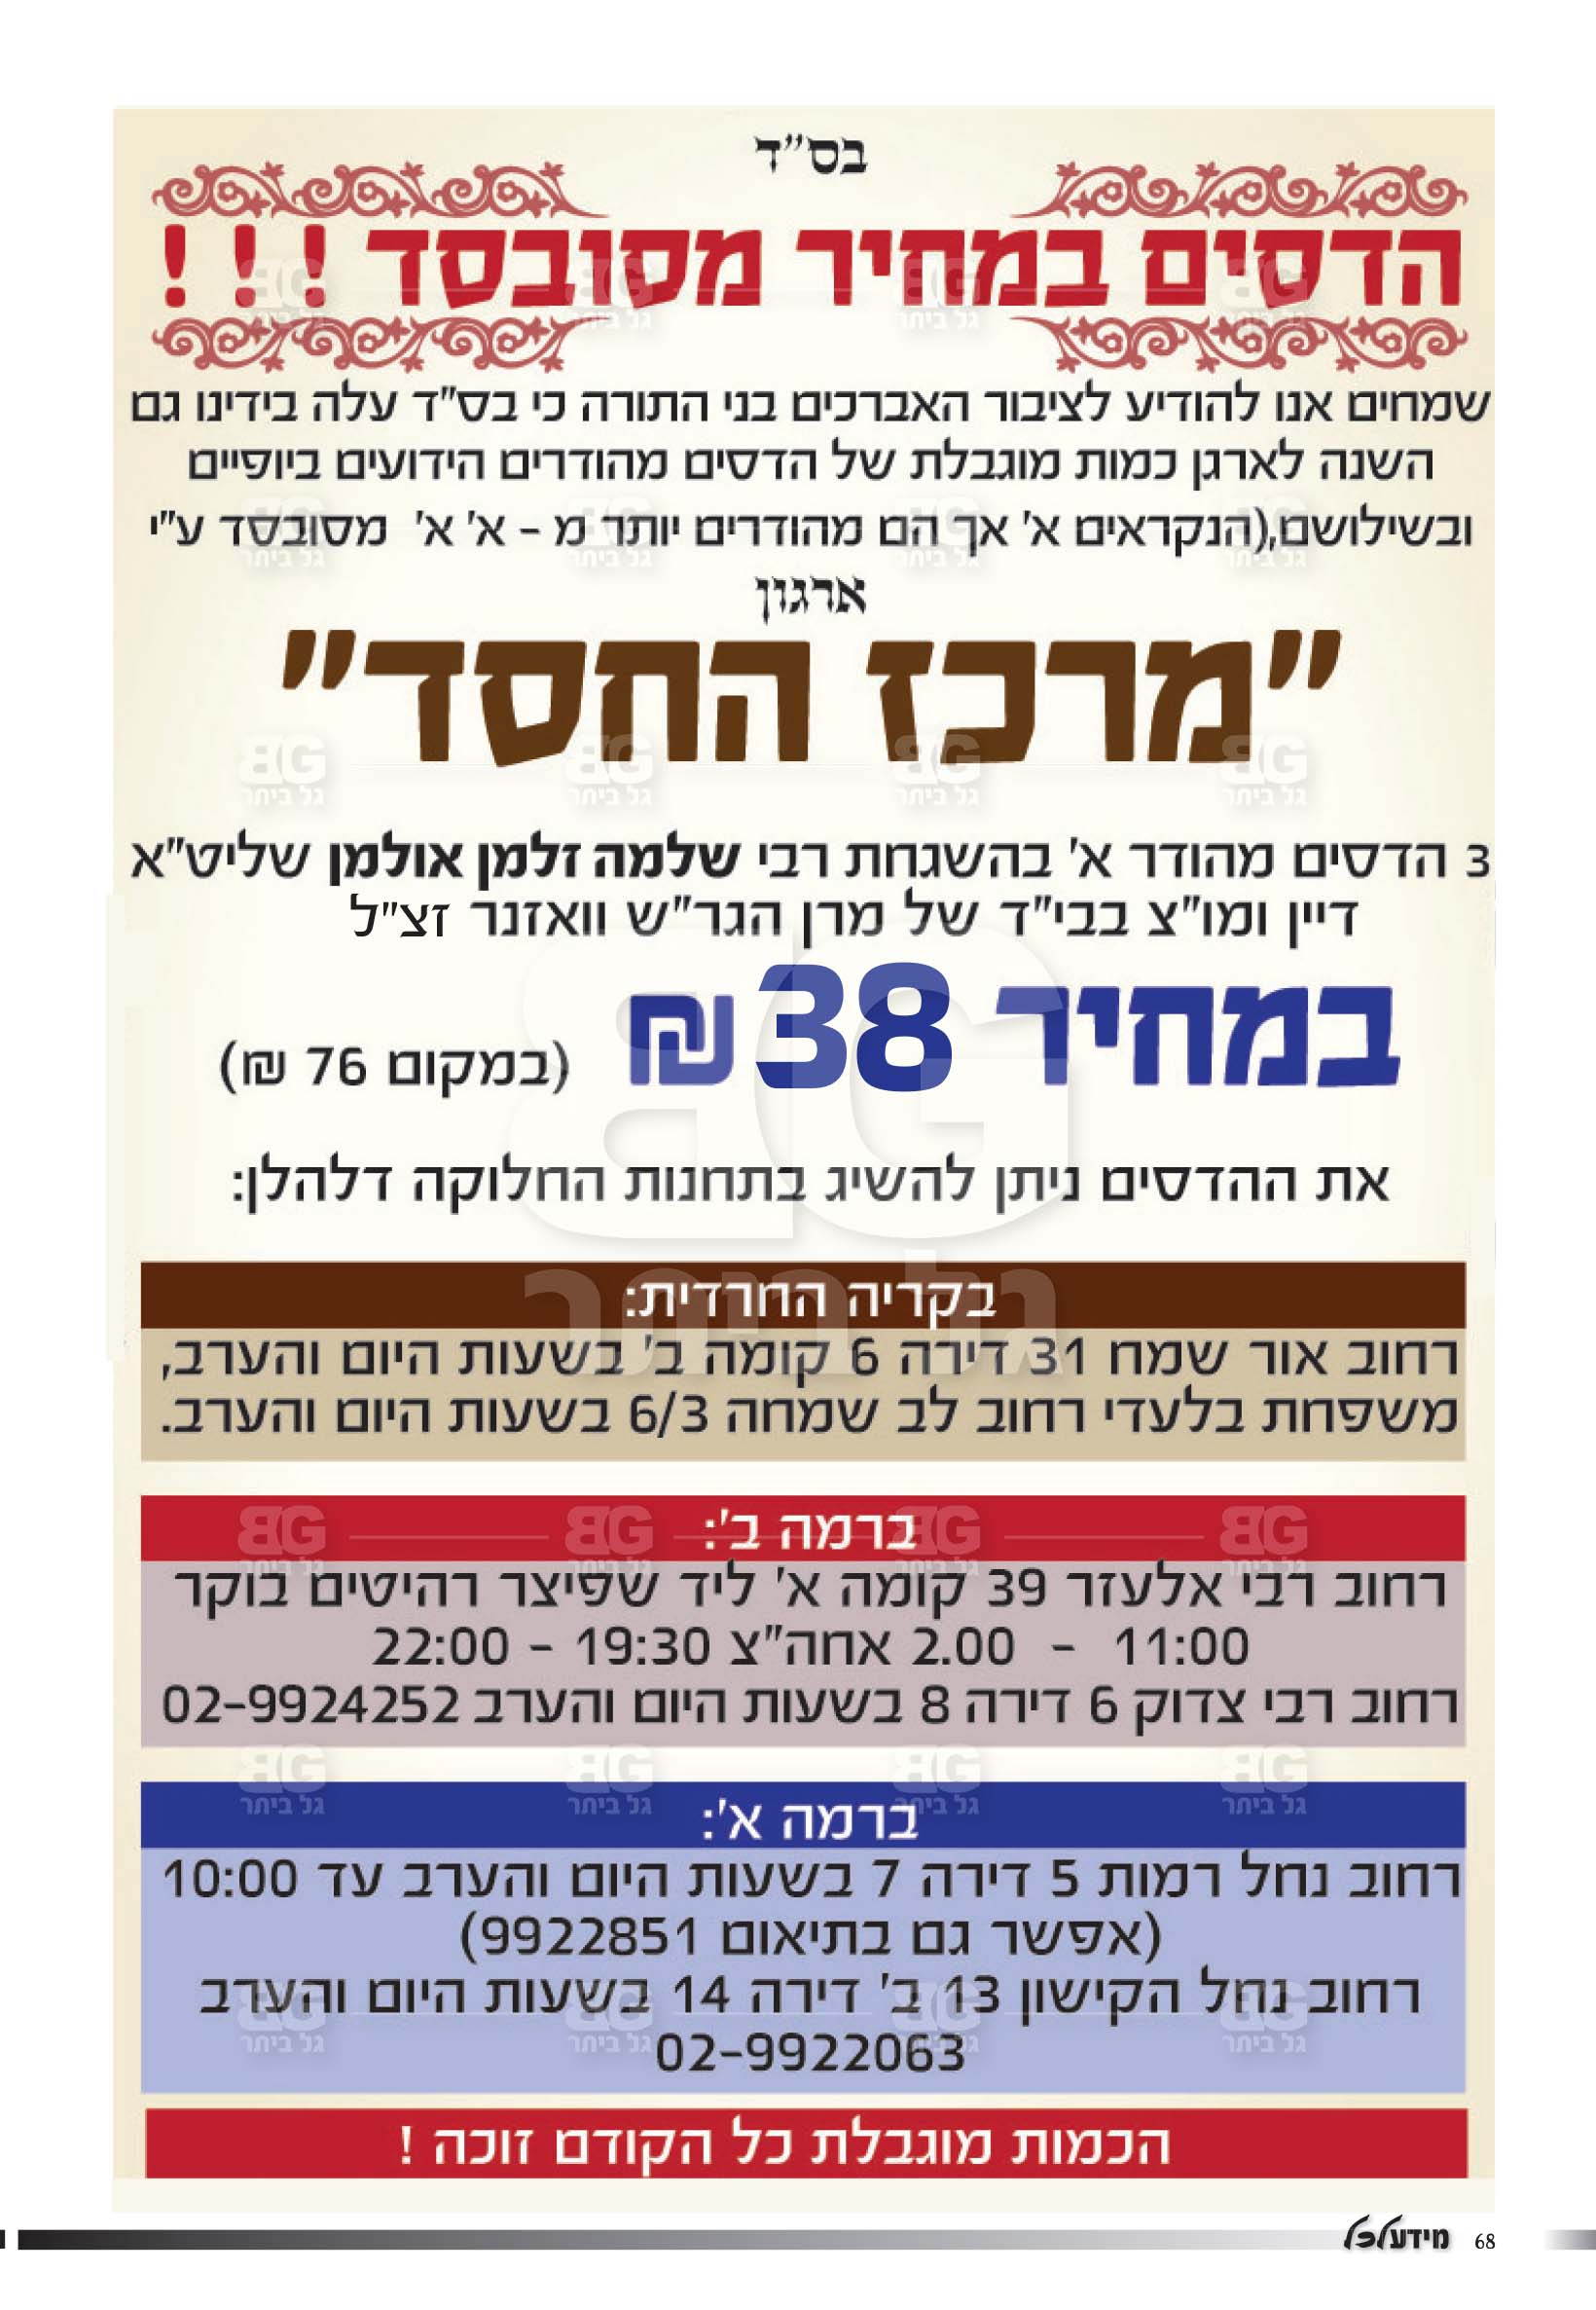 בס"ד
הדסים במחיר מסובסד ! ! !
שמחים אנו להודיע לציבור האברכים בני התורה כי בס"ד עלה בידינו גם
השנה לארגן כמות מוגבלת של הדסים מהודרים הידועים ביופיים
ובשילושם,(הנקראים א' אך הם מהודרים יותר מ - א' א' מסובסד ע"י
ארגון
"מרכז החסד"
3 הדסים מהודר א' בהשגחת רבי שלמה זלמן אולמן שליט"א
דיין ומו"צ בבי"ד של מרן הגר"ש וואזנר זצ"ל
במחיר 38 ₪ (במקום 76 ₪)
את ההדסים ניתן להשיג בתחנות החלוקה דלהלן:
בקריה החרדית:
רחוב אור שמח 31 דירה 6 קומה ב' בשעות היום והערב,
משפחת בלעדי רחוב לב שמחה 6/3 בשעות היום והערב.
ברמה ב':
רחוב רבי אלעזר 39 קומה א' ליד שפיצר רהיטים בוקר
11:00 - 2.00 אחה"צ 19:30 - 22:00
רחוב רבי צדוק 6 דירה 8 בשעות היום והערב 02-9924252
ברמה א':
רחוב נחל רמות 5 דירה 7 בשעות היום והערב עד 10:00
(אפשר גם בתיאום 9922851)
רחוב נחל הקישון 13 ב' דירה 14 בשעות היום והערב
02-9922063
הכמות מוגבלת כל הקודם זוכה !
68 מידע לכל
BG
גל ביתר